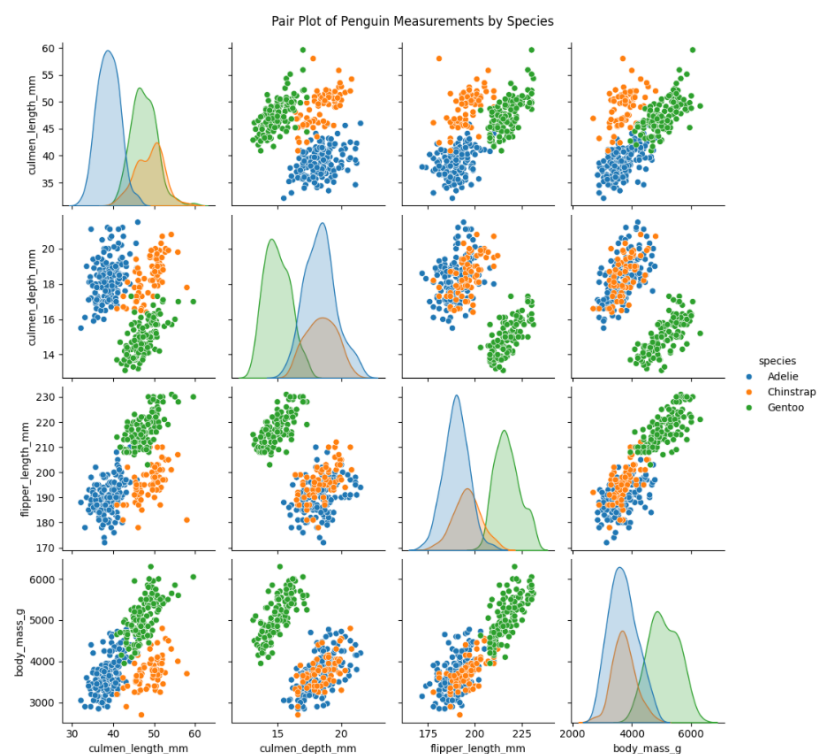 Pair Plot of Penguin Measurements by Species
60
55
50
45
40
35
culmen_length_mm
20
18
16
14
culmen_depth_mm
species
Adelie
Chinstrap
Gentoo
230
220
210
200
190
180
170
flipper_length_mm
6000
5000
4000
3000
body_mass_g
30 40 50 60
15 20
175 200 225
2000 4000 6000
culmen_length_mm culmen_depth_mm flipper_length_mm body_mass_g